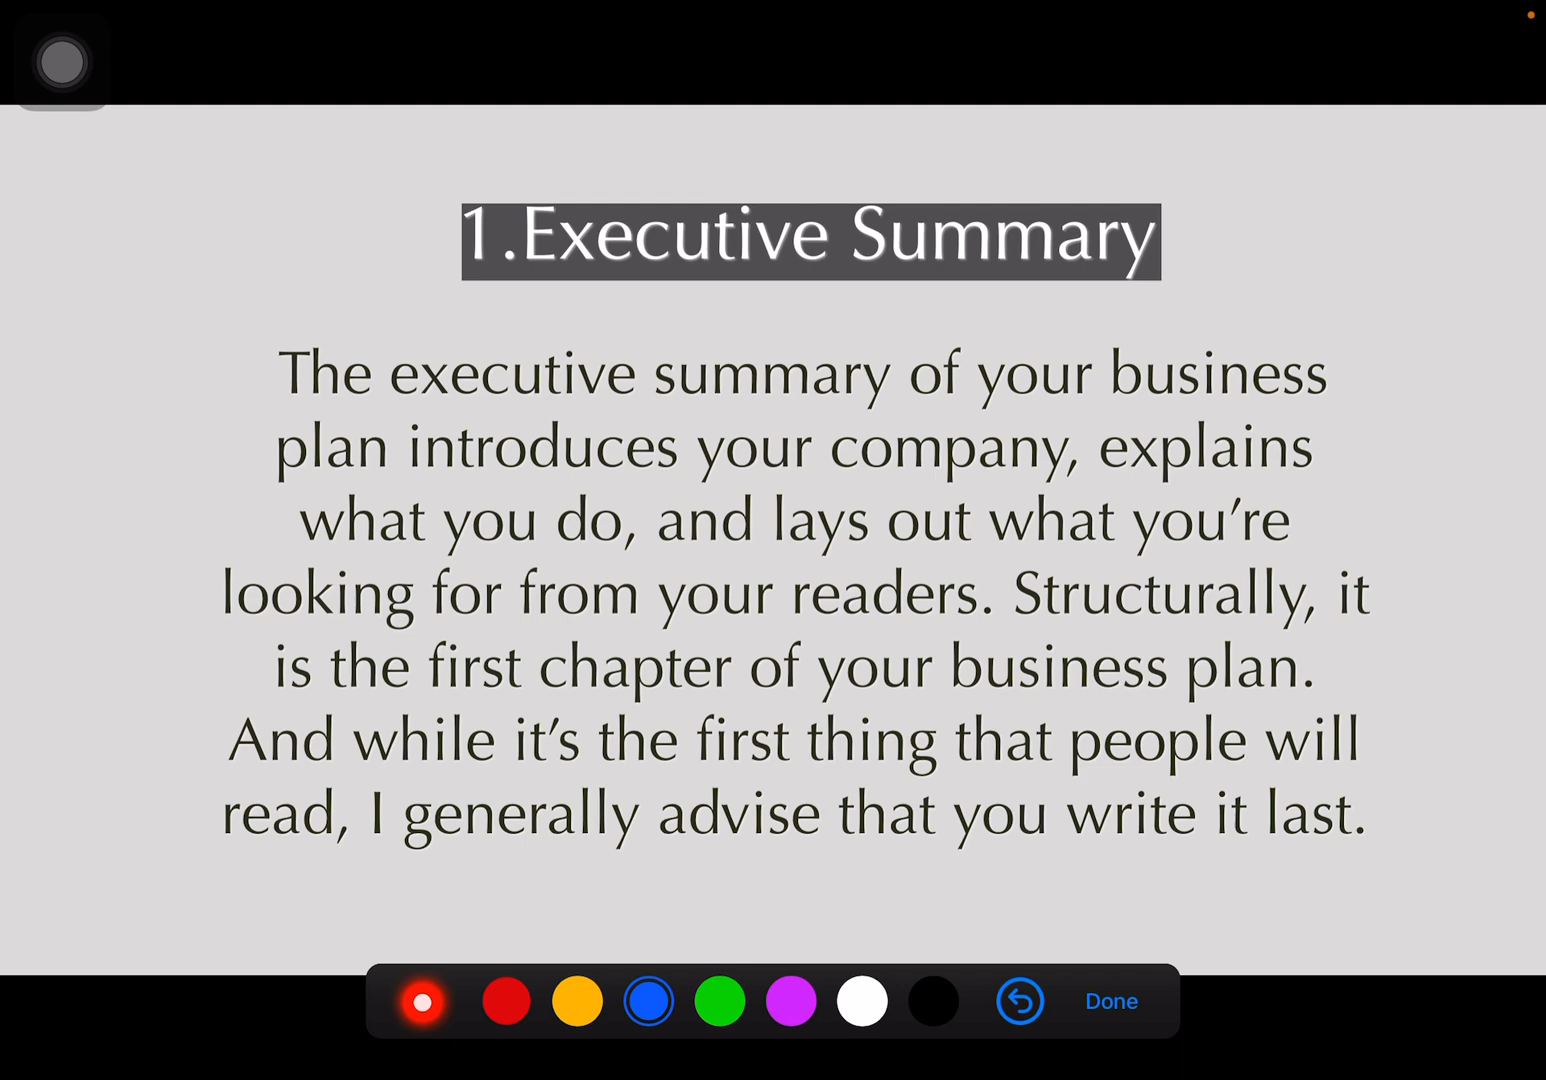 1.Executive Summary
The executive summary of your business
plan introduces your company, explains
what you do, and lays out what you’re
looking for from your readers. Structurally, it
is the first chapter of your business plan.
And while it’s the first thing that people will
read, I generally advise that you write it last.
Done